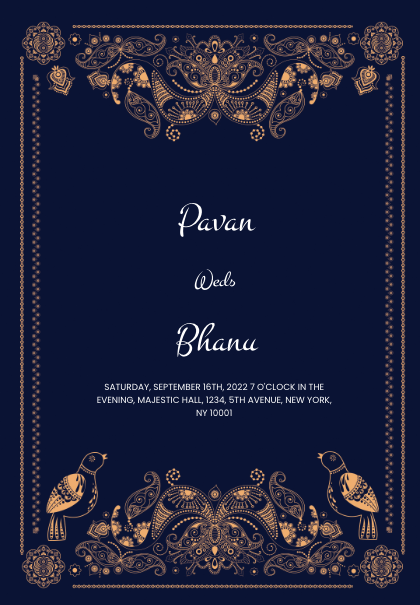 Pavan
Weds
Bhanu
SATURDAY, SEPTEMBER 16TH, 2022 7 O'CLOCK IN THE
EVENING, MAJESTIC HALL, 1234, 5TH AVENUE, NEW YORK,
NY 10001